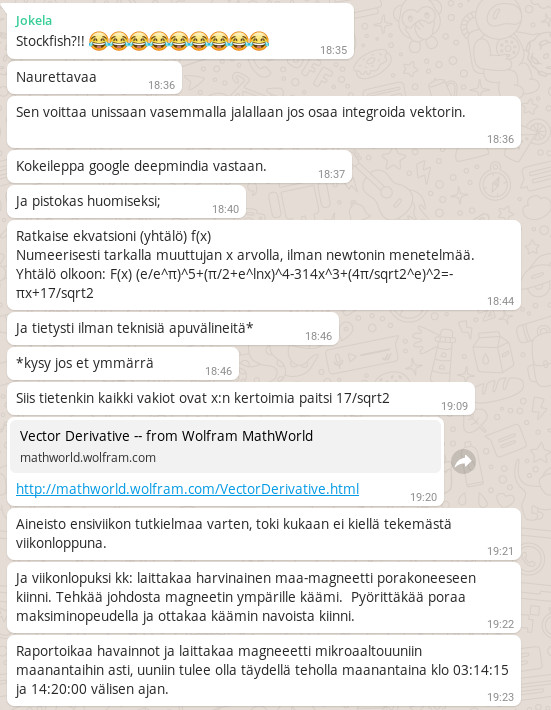 Jokela
Stockfish?!! 😂😂😂😂😂😂😂😂😂
18:35
Naurettavaa
18:36
Sen voittaa unissaan vasemmalla jalallaan jos osaa integroida vektorin.
18:36
Kokeileppa google deepmindia vastaan.
18:37
Ja pistokas huomiseksi;
18:40
Ratkaise ekvatsioni (yhtälö) f(x)
Numeerisesti tarkalla muuttujan x arvolla, ilman newtonin menetelmää.
Yhtälö olkoon: F(x) (e/e^π)^5+(π/2+e^lnx)^4-314x^3+(4π/sqrt2^e)^2=-
πx+17/sqrt2
18:44
Ja tietysti ilman teknisiä apuvälineitä*
18:46
*kysy jos et ymmärrä
18:46
Siis tietenkin kaikki vakiot ovat x:n kertoimia paitsi 17/sqrt2
19:09
Vector Derivative -- from Wolfram MathWorld
mathworld.wolfram.com
http://mathworld.wolfram.com/VectorDerivative.html
19:20
Aineisto ensiviikon tutkielmaa varten, toki kukaan ei kiellä tekemästä
viikonloppuna.
19:21
Ja viikonlopuksi kk: laittakaa harvinainen maa-magneetti porakoneeseen
kiinni. Tehkää johdosta magneetin ympärille käämi.  Pyörittäkää poraa
maksiminopeudella ja ottakaa käämin navoista kiinni.
19:22
Raportoikaa havainnot ja laittakaa magneeetti mikroaaltouuniin
maanantaihin asti, uuniin tulee olla täydellä teholla maanantaina klo 03:14:15
ja 14:20:00 välisen ajan.
19:23